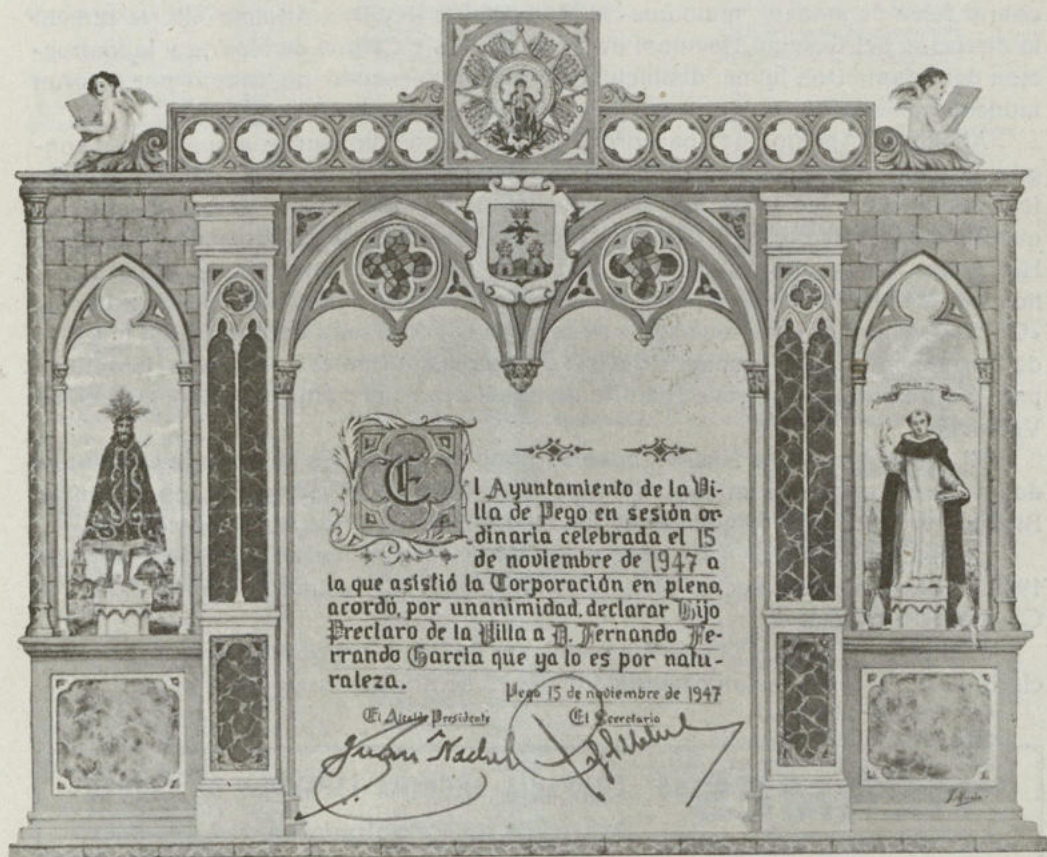 El Ayuntamiento de la Vi-
lla de Pego en sesión or
dinaria celebrada el 15
de noviembre de 1947 a
la que asistió la Corporación en pleno,
acordó, por unanimidad, declarar Hijo
Preclaro de la Villa a D. Fernando Fe-
rrando García que ya lo es por natu-
raleza.
Pego 15 de noviembre de 1947
El Alcalde Presidente El Secretario
Juan